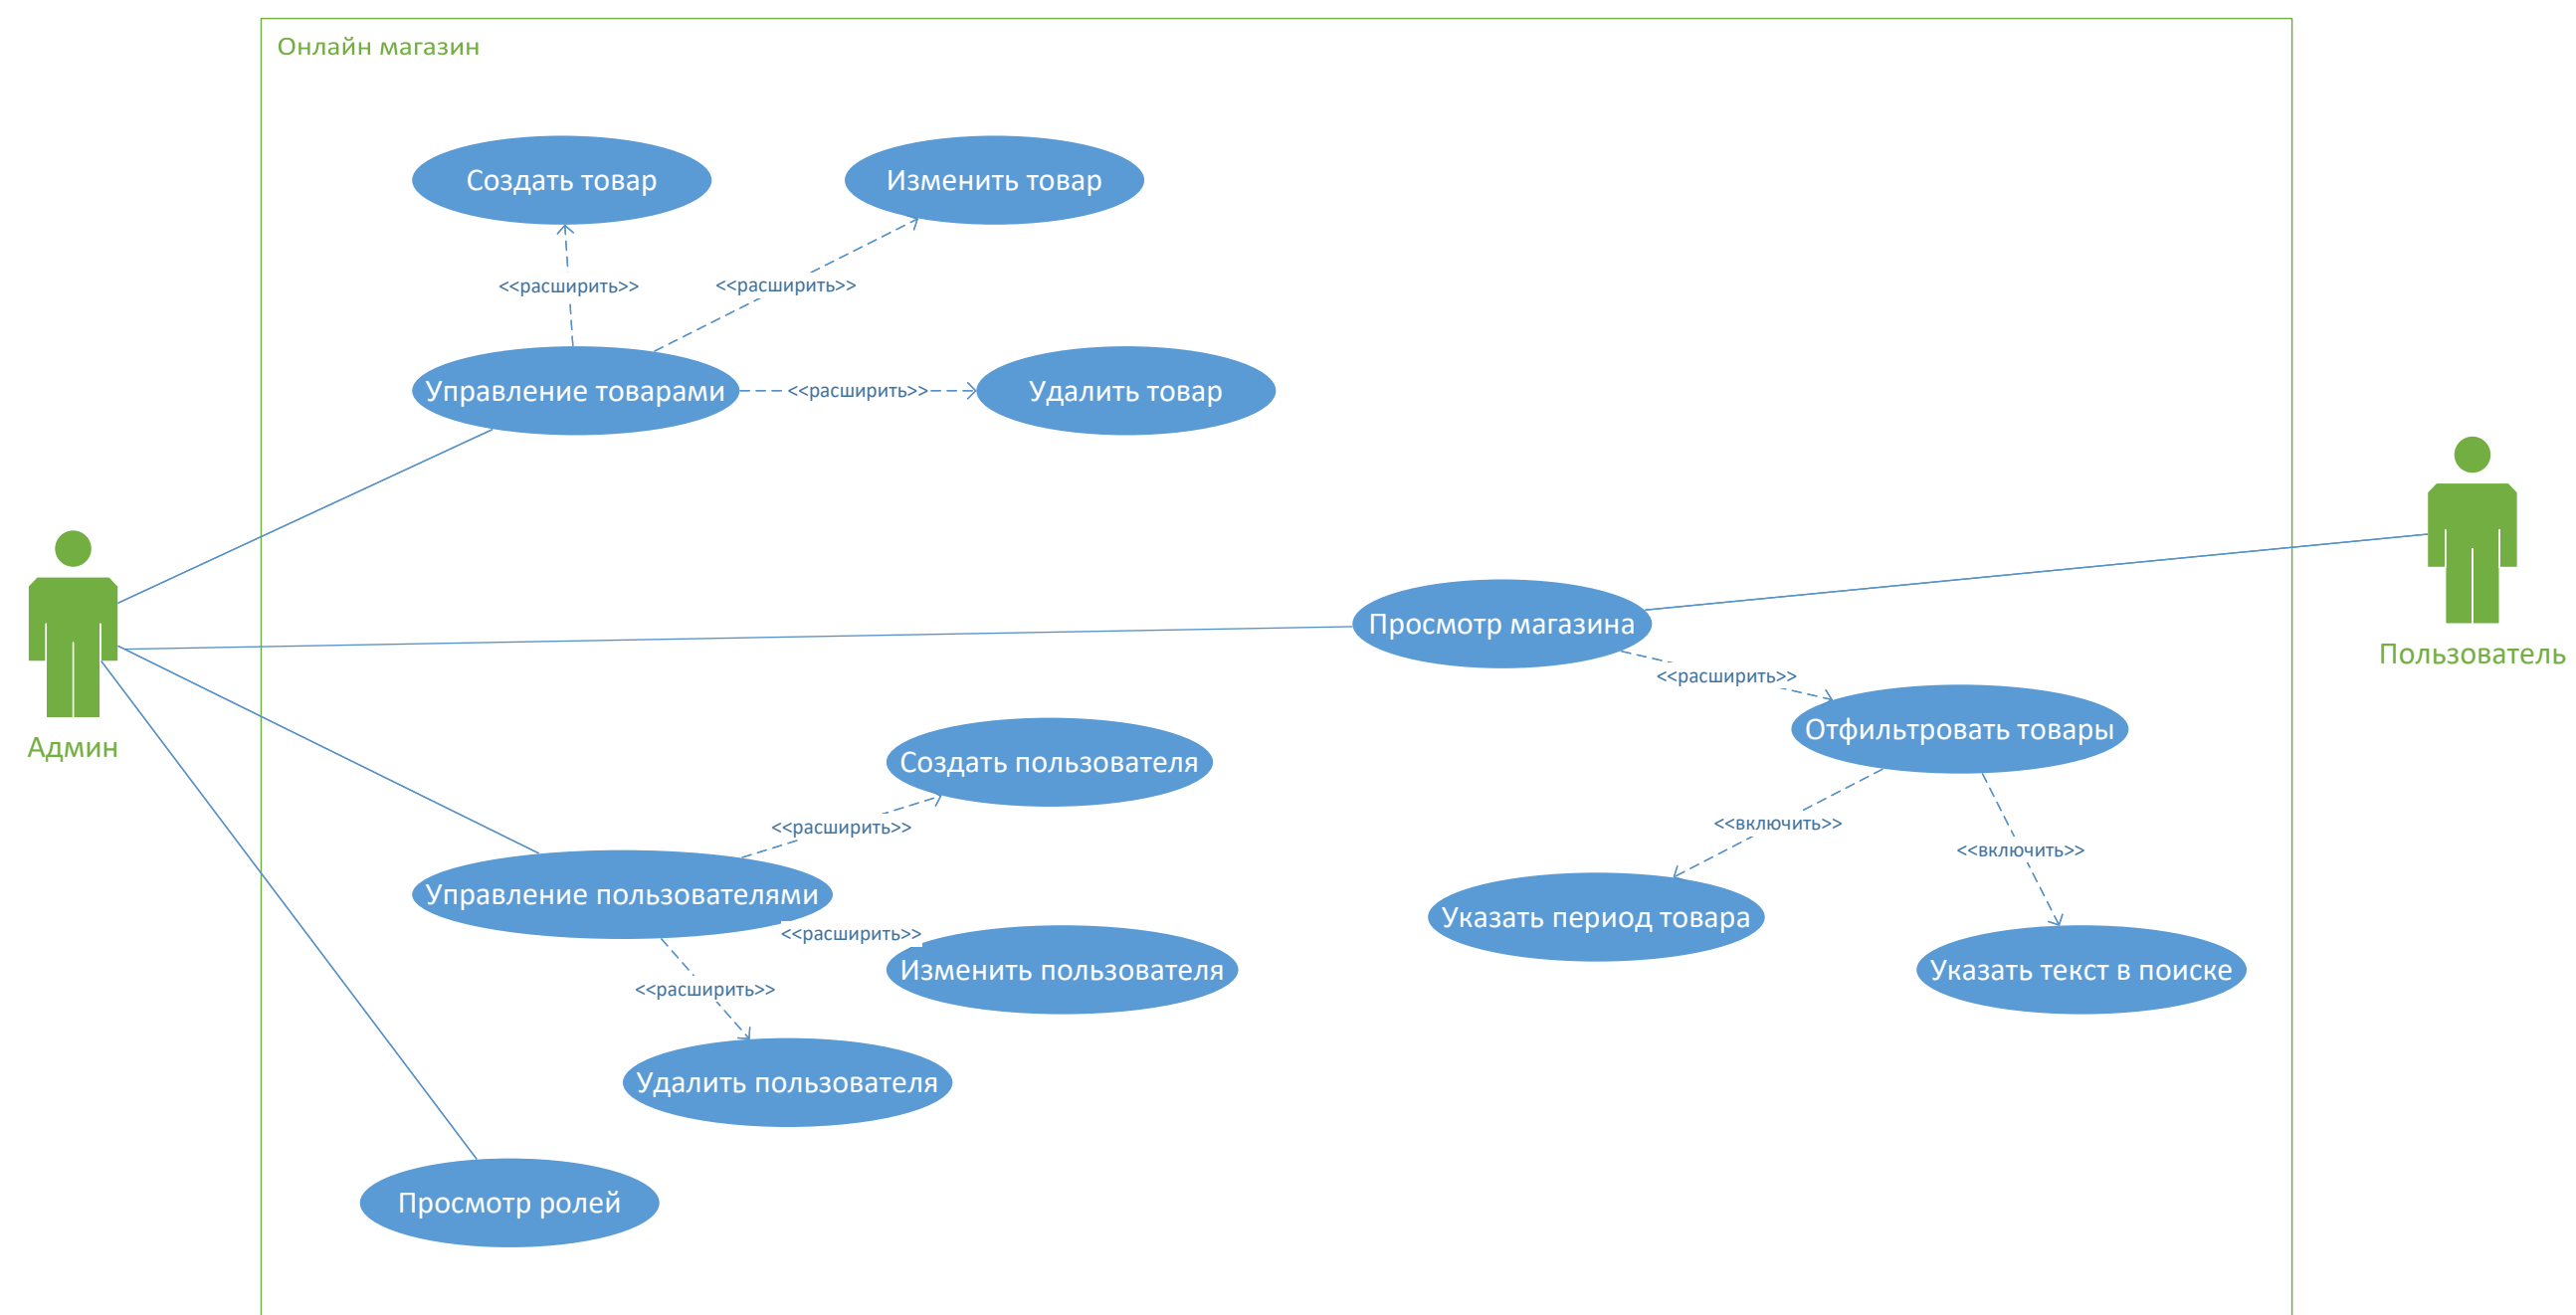 Онлайн магазин
Создать товар
Изменить товар
<<расширить>>
<<расширить>>
Управление товарами
<<расширить>>
Удалить товар
Просмотр магазина
Пользователь
<<расширить>>
Отфильтровать товары
Админ
Создать пользователя
<<расширить>>
<<включить>>
<<включить>>
Управление пользователями
Указать период товара
<<расширить>>
Изменить пользователя
Указать текст в поиске
<<расширить>>
Удалить пользователя
Просмотр ролей